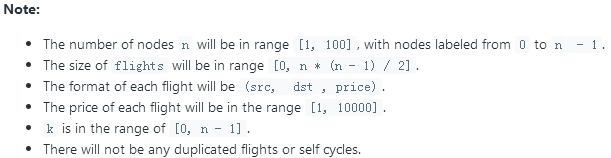 Note:
• The number of nodes n will be in range [1, 100] , with nodes labeled from 0 to n - 1.
• The size of flights will be in range [0, n * (n - 1) / 2] .
• The format of each flight will be (src, dst , price) .
• The price of each flight will be in the range [1, 10000] .
• k is in the range of [0, n - 1] .
• There will not be any duplicated flights or self cycles.